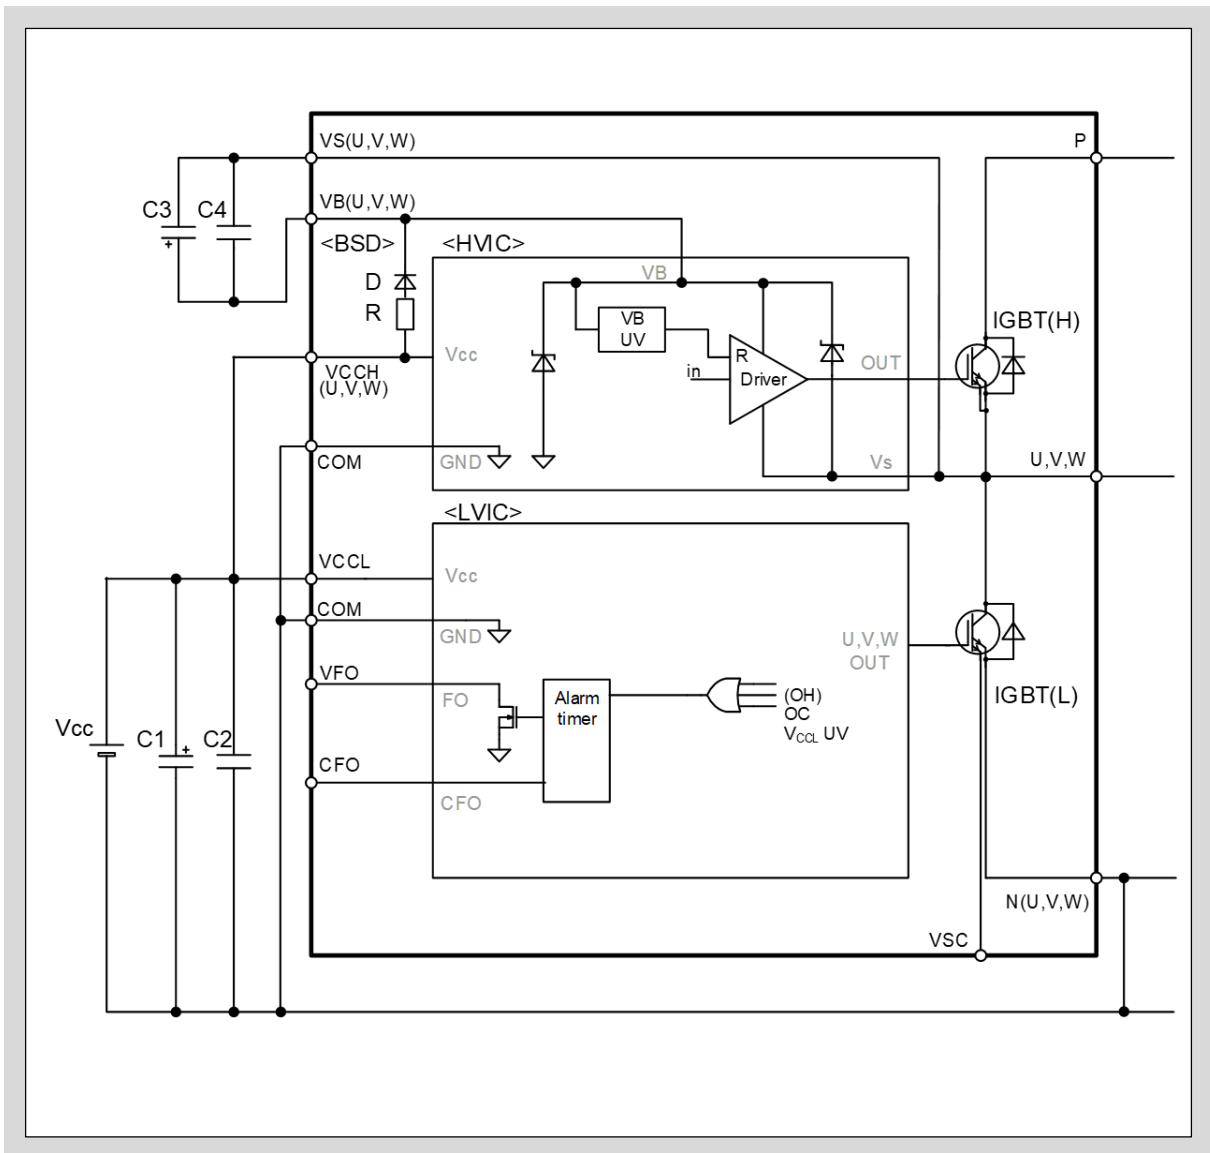 VS(U,V,W)
P
VB(U,V,W)
C3
C4
+
<BSD>
<HVIC>
VB
D
R
VB
UV
IGBT(H)
Vcc
R
OUT
in
Driver
VCCH
(U,V,W)
COM
GND
Vs
U,V,W
<LVIC>
VCCL
Vcc
COM
GND
U,V,W
OUT
VFO
FO
Alarm
timer
(OH)
OC
VCCL UV
IGBT(L)
Vcc
C1
+
C2
CFO
CFO
N(U,V,W)
VSC